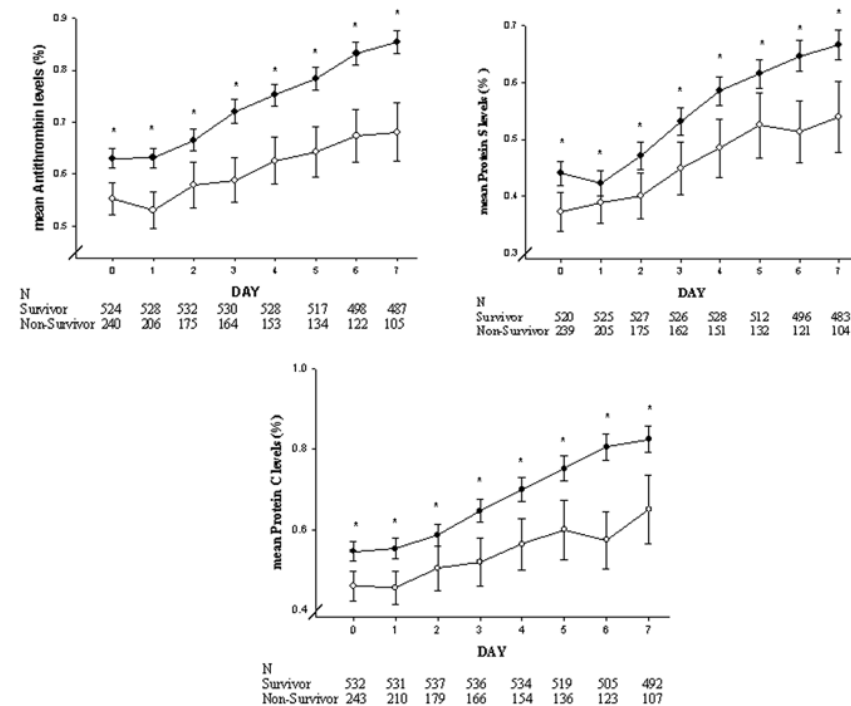 mean Antithrombin levels (%)
0.9
0.8
0.7
0.6
0.5
* * * * * * * *
0 1 2 3 4 5 6 7
DAY
N
Survivor 524 528 532 530 528 517 498 487
Non-Survivor 240 206 175 164 153 134 122 105
mean Protein S levels (%)
0.7
0.6
0.5
0.4
0.3
* * * * * * * *
0 1 2 3 4 5 6 7
DAY
N
Survivor 520 525 527 526 528 512 496 483
Non-Survivor 239 205 175 162 151 132 121 104
mean Protein C levels (%)
1.0
0.8
0.6
0.4
* * * * * * * *
0 1 2 3 4 5 6 7
DAY
N
Survivor 532 531 537 536 534 519 505 492
Non-Survivor 243 210 179 166 154 136 123 107